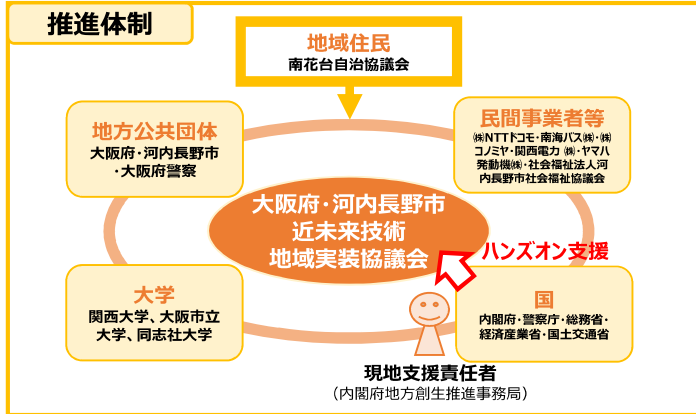 推進体制
地域住民
南花台自治協議会
地方公共団体
大阪府・河内長野市
・大阪府警察
民間事業者等
㈱NTTドコモ・南海バス㈱・㈱
コノミヤ・関西電力 ㈱・ヤマハ
発動機㈱・社会福祉法人河
内長野市社会福祉協議会
大阪府・河内長野市
近未来技術
地域実装協議会
ハンズオン支援
大学
関西大学、大阪市立
大学、同志社大学
国
内閣府・警察庁・総務省・
経済産業省・国土交通省
現地支援責任者
（内閣府地方創生推進事務局）